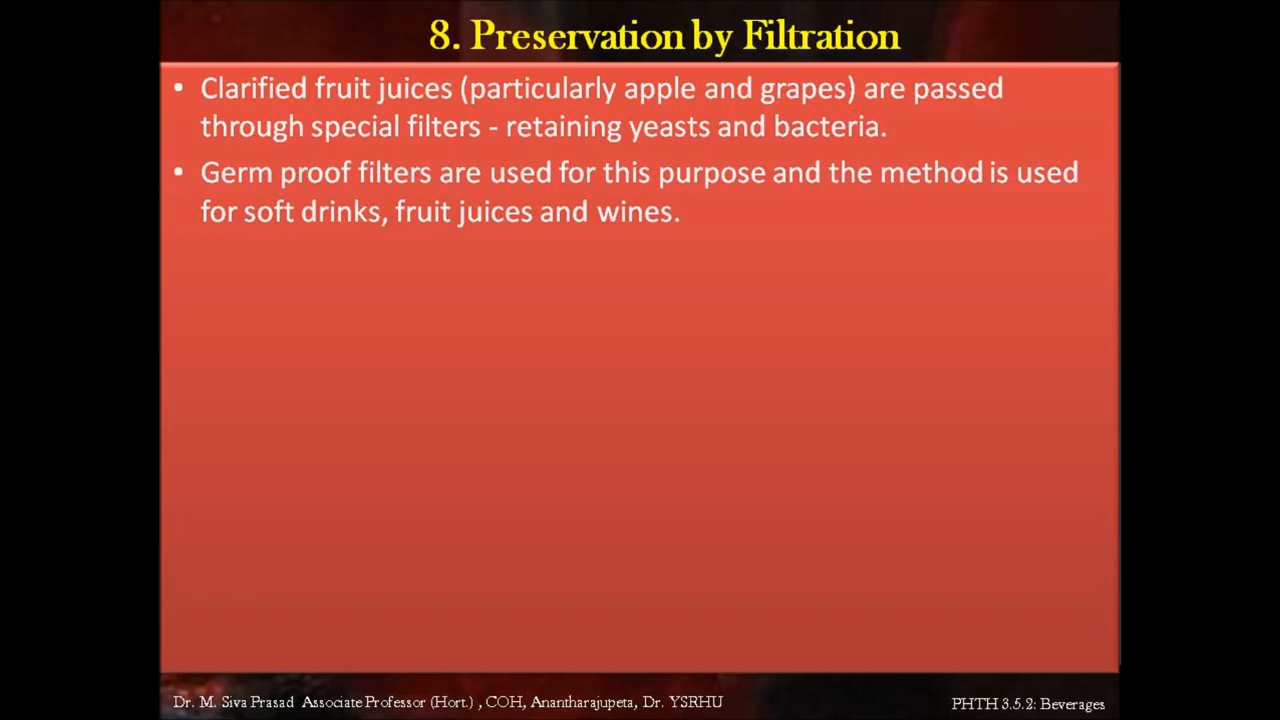 8. Preservation by Filtration
• Clarified fruit juices (particularly apple and grapes) are passed
through special filters - retaining yeasts and bacteria.
• Germ proof filters are used for this purpose and the method is used
for soft drinks, fruit juices and wines.
Dr. M. Siva Prasad Associate Professor (Hort.) , COH, Anantharajupeta, Dr. YSRHU
PHTH 3.5.2: Beverages